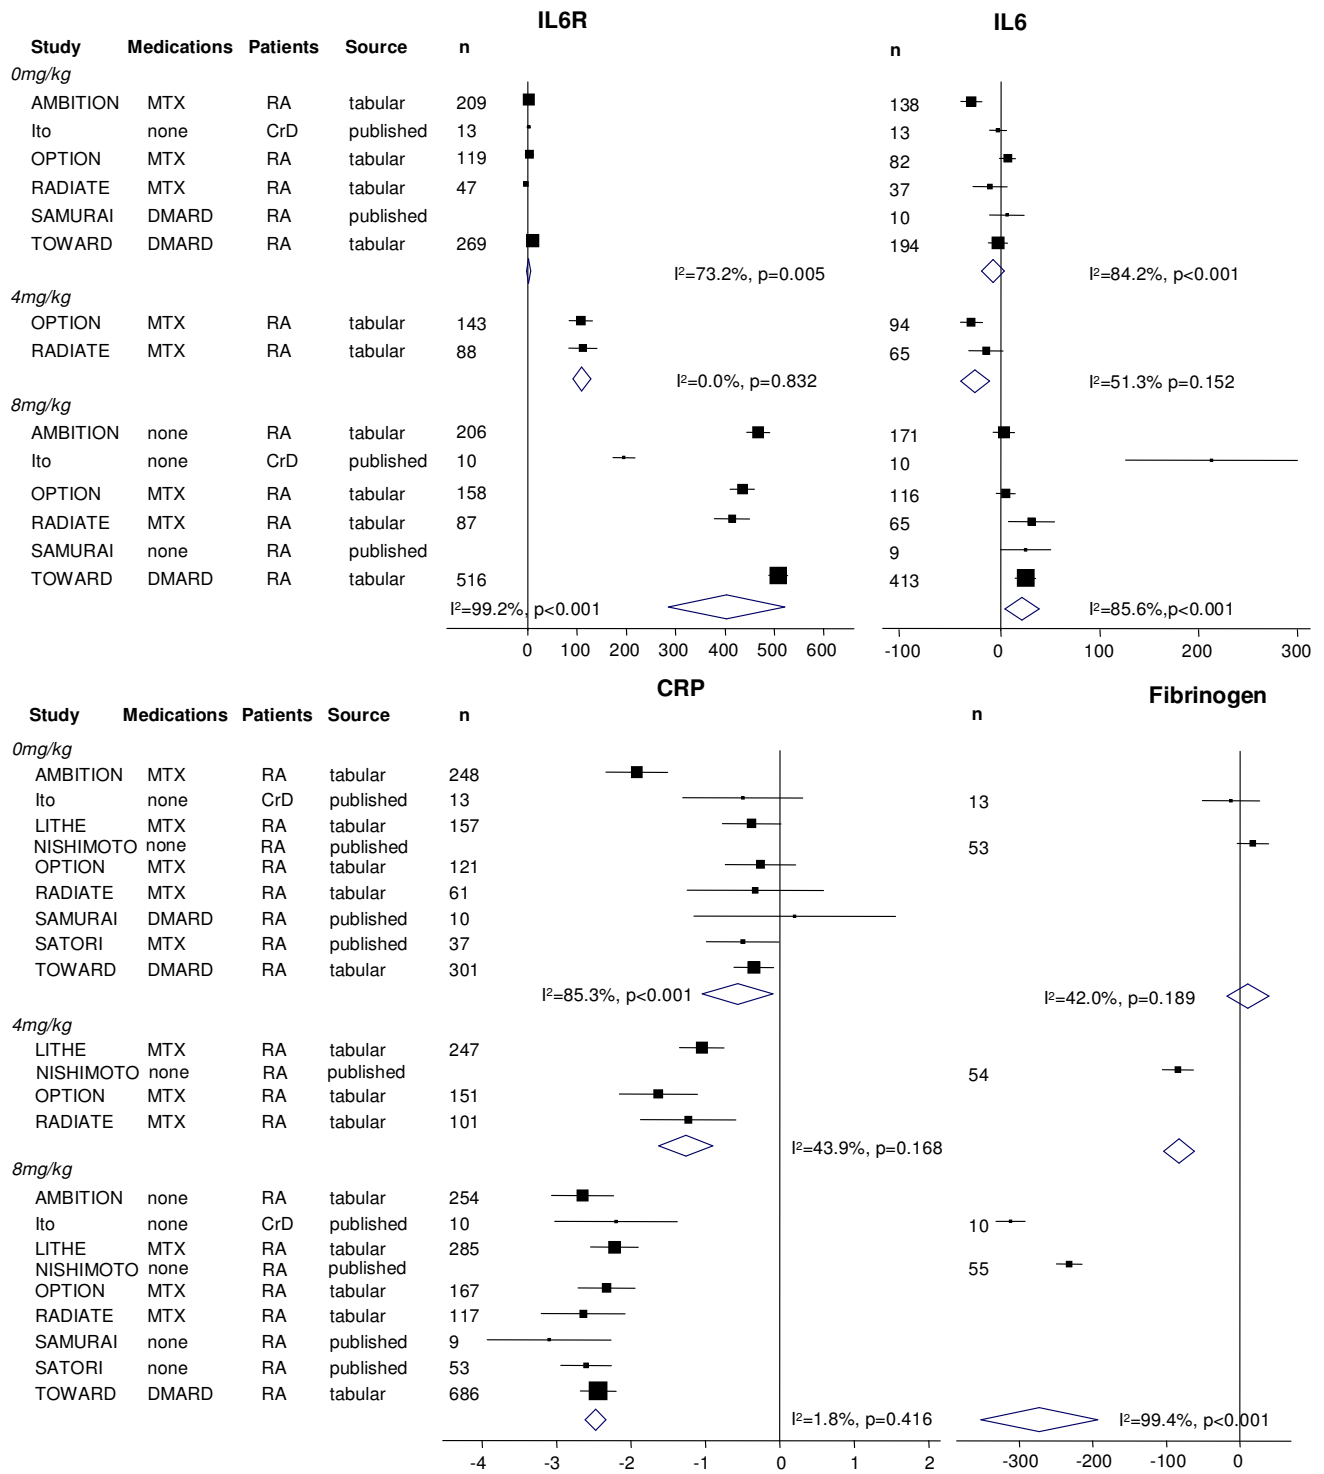 IL6R IL6
Study Medications Patients Source n n
0mg/kg
AMBITION MTX RA tabular 209 138
Ito none CrD published 13 13
OPTION MTX RA tabular 119 82
RADIATE MTX RA tabular 47 37
SAMURAI DMARD RA published 10
TOWARD DMARD RA tabular 269 194
I²=73.2%, p=0.005 I²=84.2%, p<0.001
4mg/kg
OPTION MTX RA tabular 143 94
RADIATE MTX RA tabular 88 65
I²=0.0%, p=0.832 I²=51.3% p=0.152
8mg/kg
AMBITION none RA tabular 206 171
Ito none CrD published 10 10
OPTION MTX RA tabular 158 116
RADIATE MTX RA tabular 87 65
SAMURAI none RA published 9
TOWARD DMARD RA tabular 516 413
I²=99.2%, p<0.001 I²=85.6%,p<0.001
0 100 200 300 400 500 600 -100 0 100 200 300
CRP Fibrinogen
Study Medications Patients Source n n
0mg/kg
AMBITION MTX RA tabular 248
Ito none CrD published 13 13
LITHE MTX RA tabular 157
NISHIMOTO none RA published 53
OPTION MTX RA tabular 121
RADIATE MTX RA tabular 61
SAMURAI DMARD RA published 10
SATORI MTX RA published 37
TOWARD DMARD RA tabular 301
I²=85.3%, p<0.001 I²=42.0%, p=0.189
4mg/kg
LITHE MTX RA tabular 247
NISHIMOTO none RA published 54
OPTION MTX RA tabular 151
RADIATE MTX RA tabular 101
I²=43.9%, p=0.168
8mg/kg
AMBITION none RA tabular 254
Ito none CrD published 10 10
LITHE MTX RA tabular 285
NISHIMOTO none RA published 55
OPTION MTX RA tabular 167
RADIATE MTX RA tabular 117
SAMURAI none RA published 9
SATORI none RA published 53
TOWARD DMARD RA tabular 686
I²=1.8%, p=0.416 I²=99.4%, p<0.001
-4 -3 -2 -1 0 1 2 -300 -200 -100 0